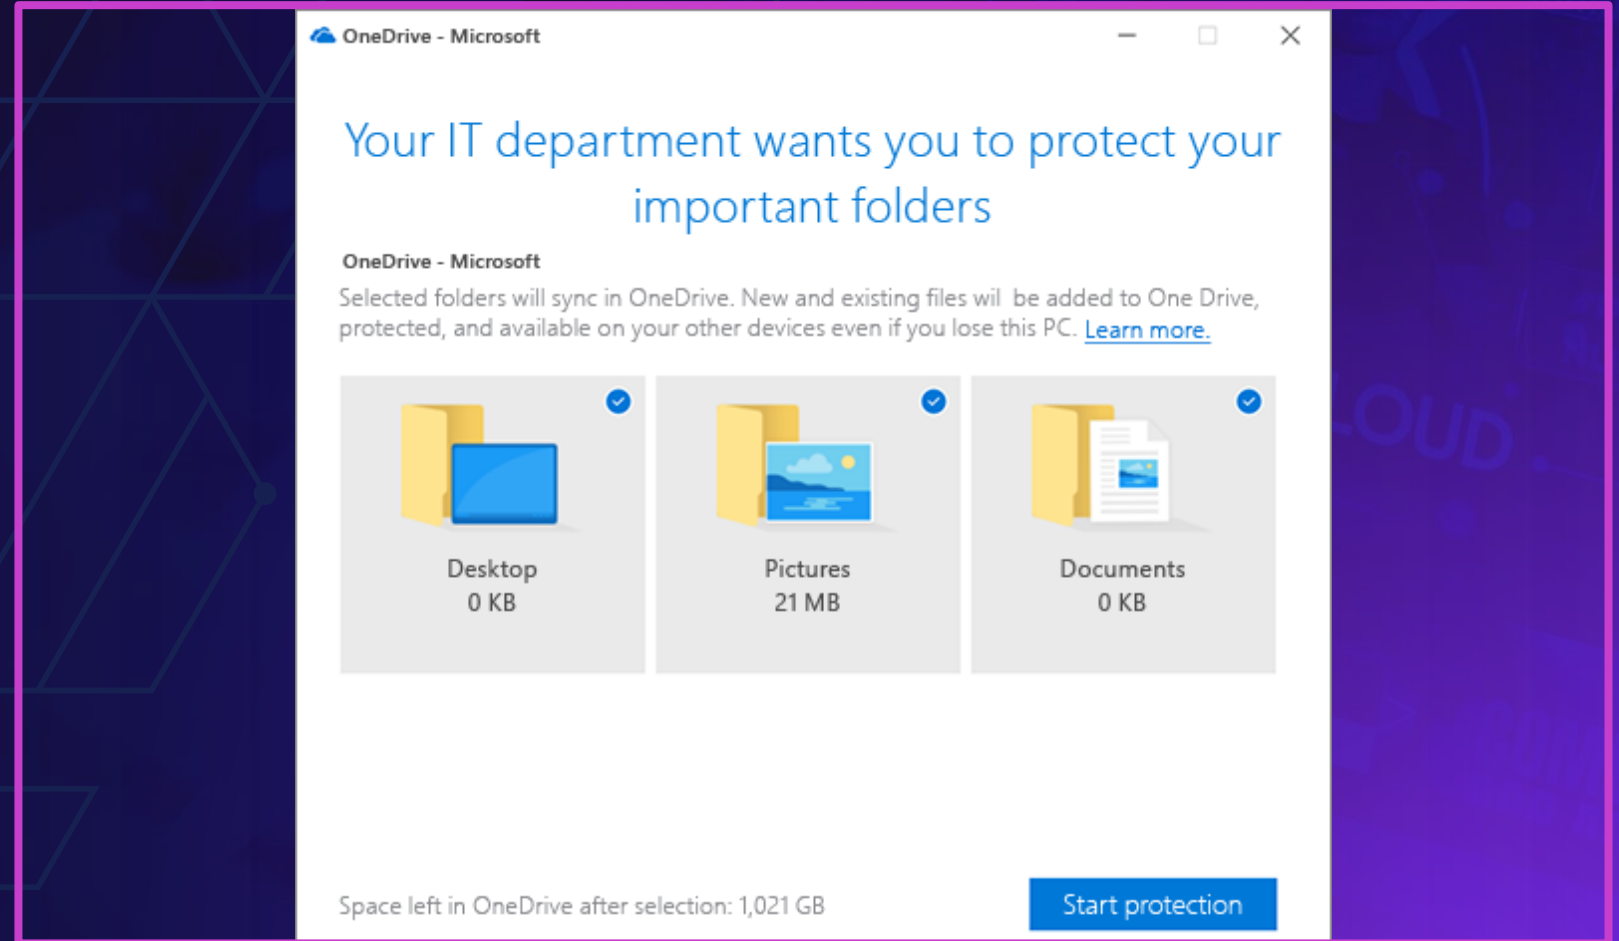 OneDrive - Microsoft
Your IT department wants you to protect your
important folders
OneDrive - Microsoft
Selected folders will sync in OneDrive. New and existing files wil be added to One Drive,
protected, and available on your other devices even if you lose this PC. Learn more.
Desktop
0 KB
Pictures
21 MB
Documents
0 KB
LOUD
Space left in OneDrive after selection: 1,021 GB
Start protection